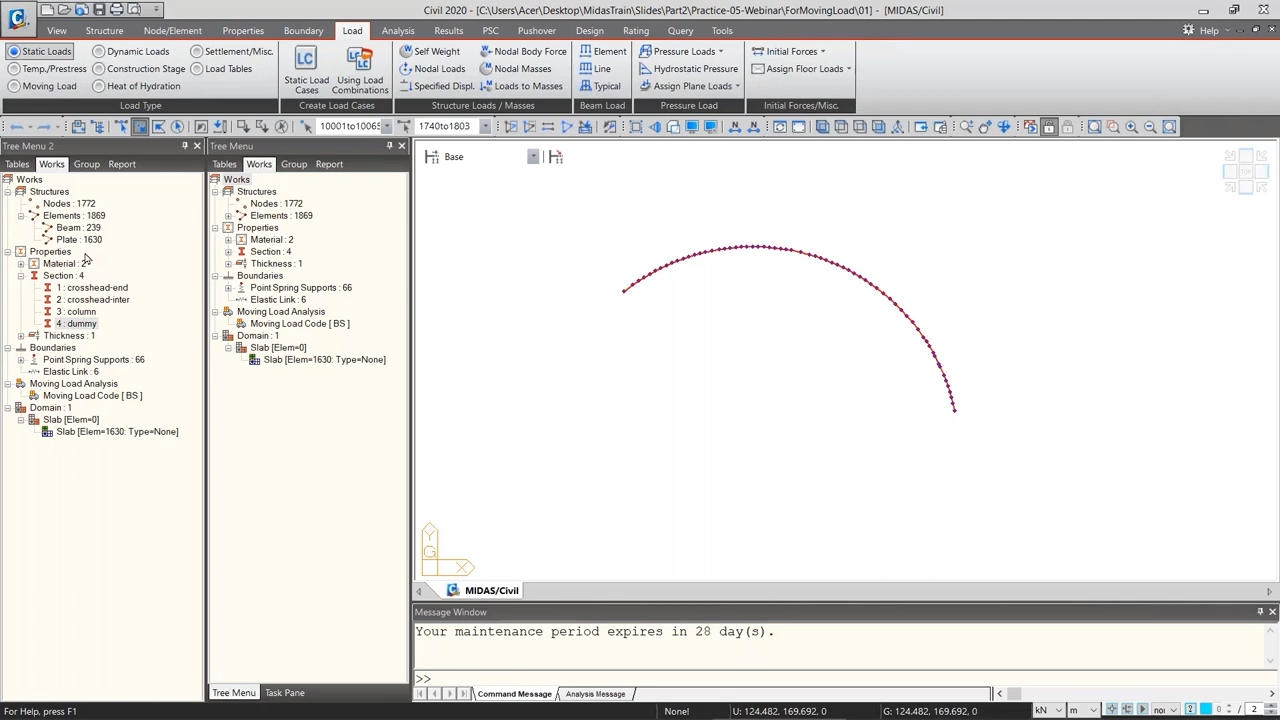 Civil 2020 - [C:\Users\Acer\Desktop\MidasTrain\Slides\Part2\Practice-05-Webinar\ForMovingLoad\01] - [MIDAS/Civil]
View Structure Node/Element Properties Boundary Load Analysis Results PSC Pushover Design Rating Query Tools Help
Static Loads Dynamic Loads Settlement/Misc.
Temp./Prestress Construction Stage Load Tables
Moving Load Heat of Hydration
Load Type
Static Load Cases
Using Load Combinations
Create Load Cases
Self Weight Nodal Body Force
Nodal Loads Nodal Masses
Specified Displ. Loads to Masses
Structure Loads / Masses
Element
Line
Typical
Beam Load
Pressure Loads
Hydrostatic Pressure
Assign Plane Loads
Pressure Load
Initial Forces
Assign Floor Loads
Initial Forces/Misc.
10001to10065 1740to1803
Tree Menu 2
Tables Works Group Report
Works
Structures
Nodes : 1772
Elements : 1869
Beam : 239
Plate : 1630
Properties
Material : 2
Section : 4
1 : crosshead-end
2 : crosshead-inter
3 : column
4 : dummy
Thickness : 1
Boundaries
Point Spring Supports : 66
Elastic Link : 6
Moving Load Analysis
Moving Load Code [ BS ]
Domain : 1
Slab [Elem=0]
Slab [Elem=1630: Type=None]
Tree Menu
Tables Works Group Report
Works
Structures
Nodes : 1772
Elements : 1869
Properties
Material : 2
Section : 4
Thickness : 1
Boundaries
Point Spring Supports : 66
Elastic Link : 6
Moving Load Analysis
Moving Load Code [ BS ]
Domain : 1
Slab [Elem=0]
Slab [Elem=1630: Type=None]
Tree Menu Task Pane
Base
TOP
Y
G
X
MIDAS/Civil
Message Window
Your maintenance period expires in 28 day(s).
>>
Command Message Analysis Message
For Help, press F1 None! U: 124.482, 169.692, 0 G: 124.482, 169.692, 0 kN m no 0 / 2